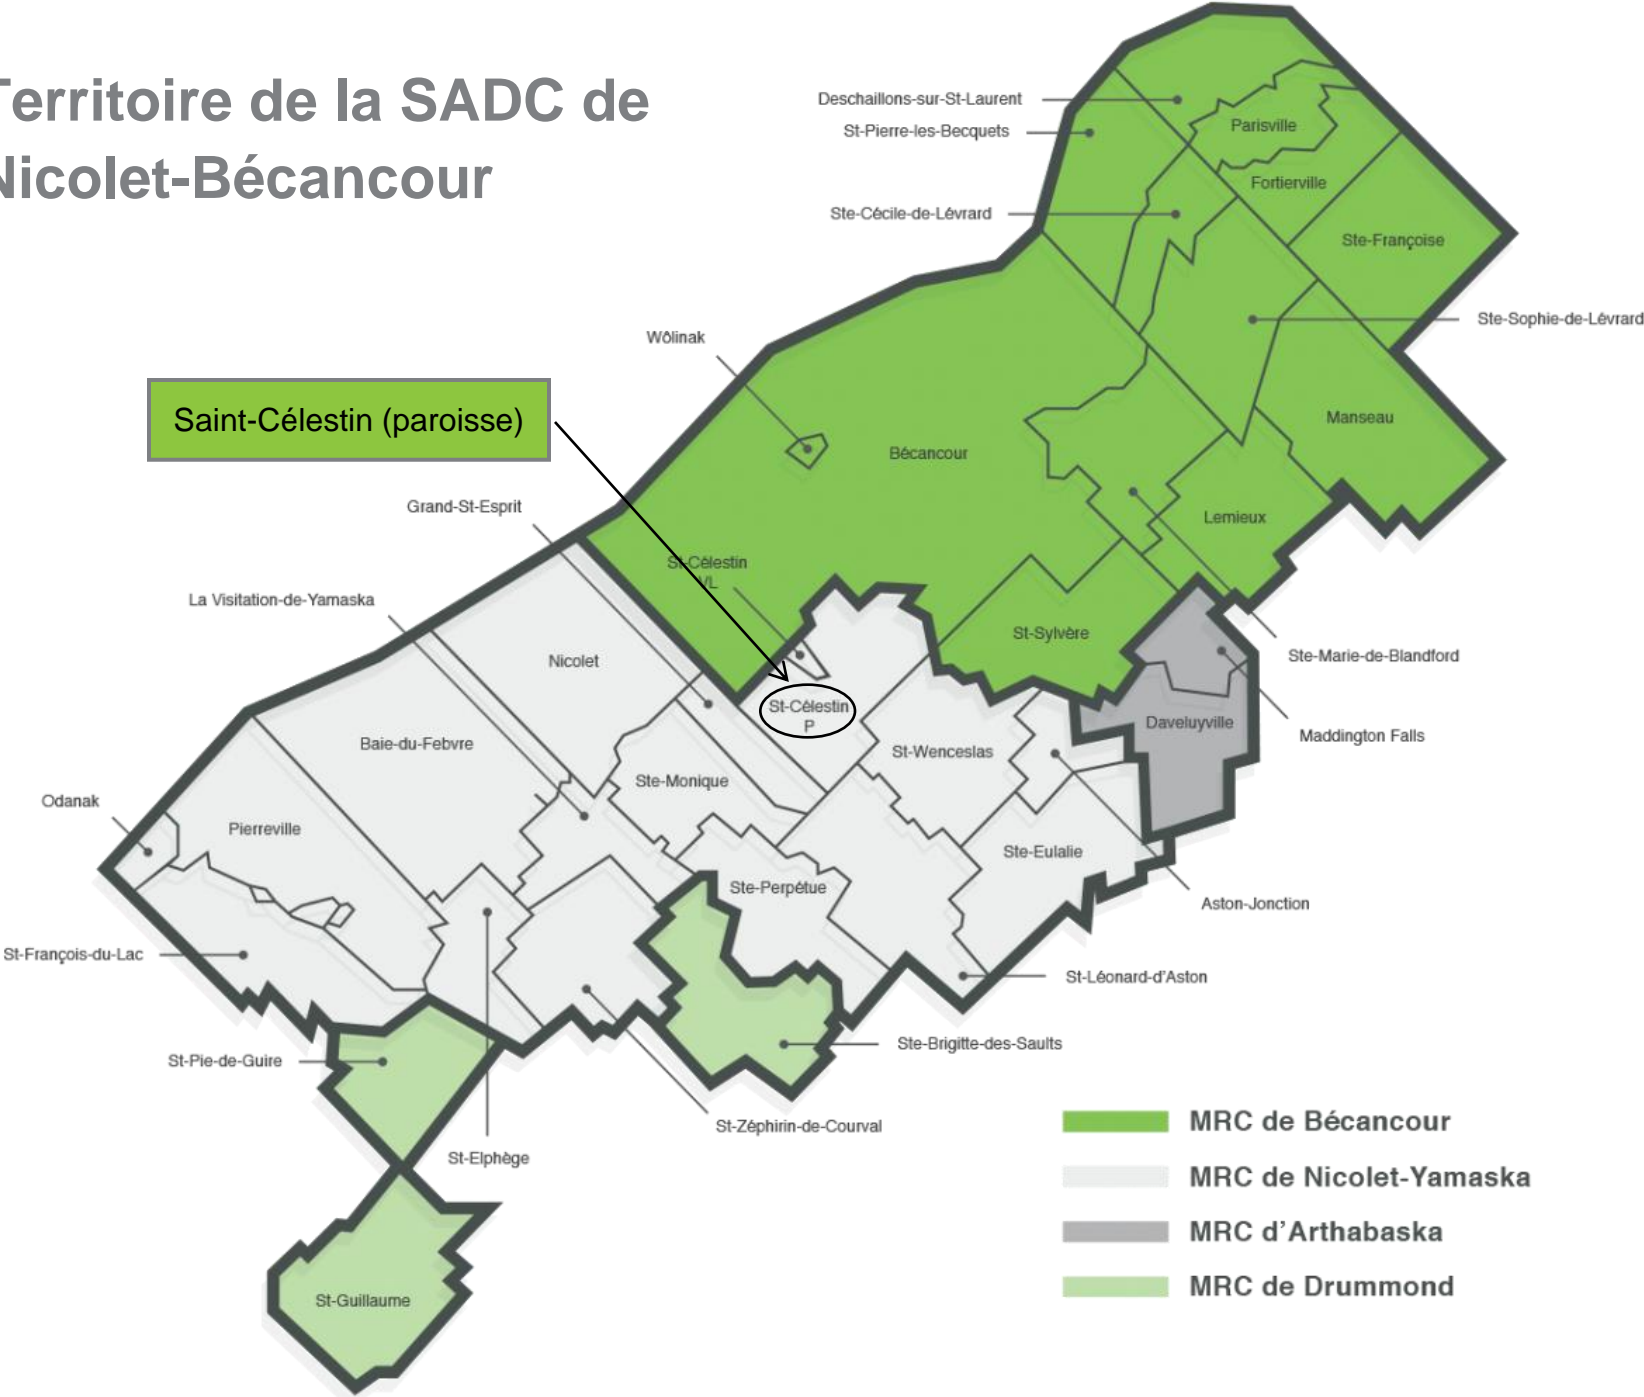 Territoire de la SADC de
Nicolet-Bécancour
Deschaillons-sur-St-Laurent
Parisville
St-Pierre-les-Becquets
Fortierville
Ste-Cécile-de-Lévrard
Ste-Françoise
Ste-Sophie-de-Lévrard
Wôlinak
Saint-Célestin (paroisse)
Manseau
Bécancour
Grand-St-Esprit
Lemieux
St-Célestin
VL
La Visitation-de-Yamaska
St-Sylvère
Nicolet
Ste-Marie-de-Blandford
St-Célestin
P
Daveluyville
Maddington Falls
Baie-du-Febvre
St-Wenceslas
Ste-Monique
Odanak
Pierreville
Ste-Eulalie
Ste-Perpétue
Aston-Jonction
St-François-du-Lac
St-Léonard-d'Aston
Ste-Brigitte-des-Saults
St-Pie-de-Guire
St-Zéphirin-de-Courval
St-Elphège
St-Guillaume
MRC de Bécancour
MRC de Nicolet-Yamaska
MRC d'Arthabaska
MRC de Drummond